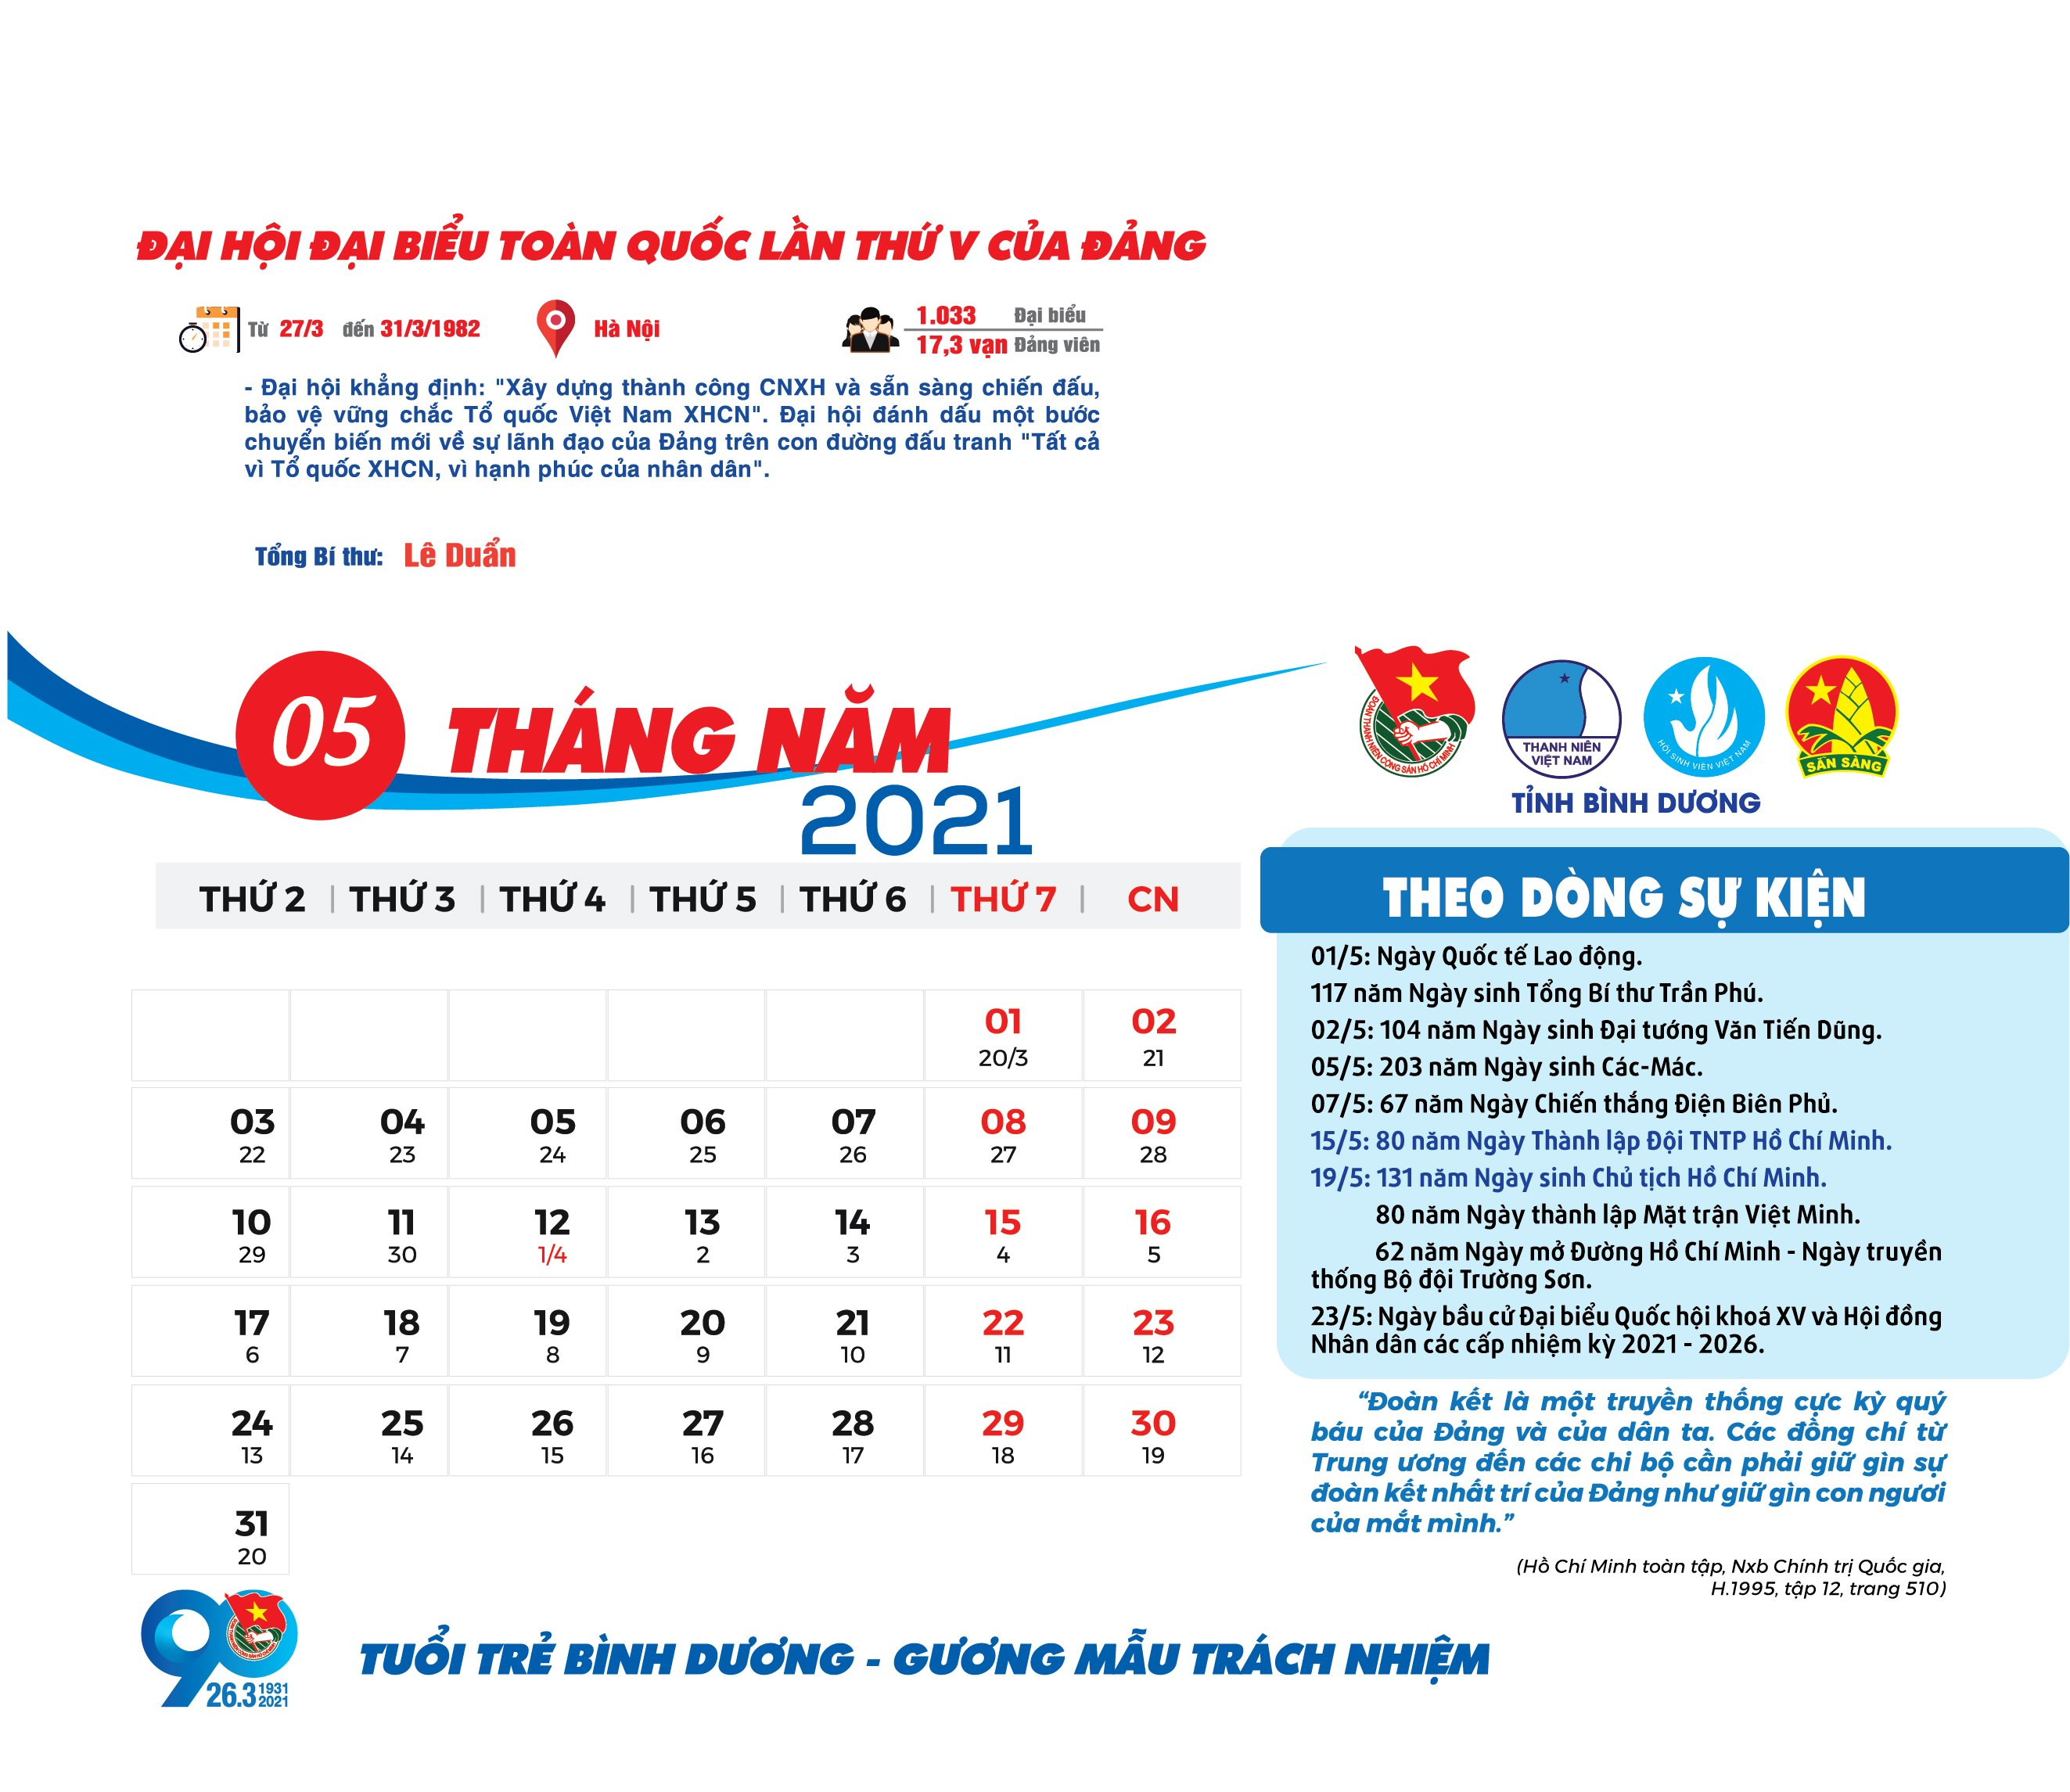 ĐẠI HỘI ĐẠI BIỂU TOÀN QUỐC LẦN THỨ V CỦA ĐẢNG
Từ 27/3 đến 31/3/1982
Hà Nội
1.033 Đại biểu
17,3 vạn Đảng viên
- Đại hội khẳng định: "Xây dựng thành công CNXH và sẵn sàng chiến đấu,
bảo vệ vững chắc Tổ quốc Việt Nam XHCN". Đại hội đánh dấu một bước
chuyển biến mới về sự lãnh đạo của Đảng trên con đường đấu tranh "Tất cả
vì Tổ quốc XHCN, vì hạnh phúc của nhân dân".
Tổng Bí thư: Lê Duẩn
05 THÁNG NĂM
2021
THỨ 2 | THỨ 3 | THỨ 4 | THỨ 5 | THỨ 6 | THỨ 7 | CN
01 02
20/3 21
03 04 05 06 07 08 09
22 23 24 25 26 27 28
10 11 12 13 14 15 16
29 30 1/4 2 3 4 5
17 18 19 20 21 22 23
6 7 8 9 10 11 12
24 25 26 27 28 29 30
13 14 15 16 17 18 19
31
20
ĐOÀN THANH NIÊN CỘNG SẢN HỒ CHÍ MINH
THANH NIÊN
VIỆT NAM
HỘI SINH VIÊN VIỆT NAM
SẴN SÀNG
TỈNH BÌNH DƯƠNG
THEO DÒNG SỰ KIỆN
01/5: Ngày Quốc tế Lao động.
117 năm Ngày sinh Tổng Bí thư Trần Phú.
02/5: 104 năm Ngày sinh Đại tướng Văn Tiến Dũng.
05/5: 203 năm Ngày sinh Các-Mác.
07/5: 67 năm Ngày Chiến thắng Điện Biên Phủ.
15/5: 80 năm Ngày Thành lập Đội TNTP Hồ Chí Minh.
19/5: 131 năm Ngày sinh Chủ tịch Hồ Chí Minh.
80 năm Ngày thành lập Mặt trận Việt Minh.
62 năm Ngày mở Đường Hồ Chí Minh - Ngày truyền
thống Bộ đội Trường Sơn.
23/5: Ngày bầu cử Đại biểu Quốc hội khoá XV và Hội đồng
Nhân dân các cấp nhiệm kỳ 2021 - 2026.
“Đoàn kết là một truyền thống cực kỳ quý
báu của Đảng và của dân ta. Các đồng chí từ
Trung ương đến các chi bộ cần phải giữ gìn sự
đoàn kết nhất trí của Đảng như giữ gìn con ngươi
của mắt mình.”
(Hồ Chí Minh toàn tập, Nxb Chính trị Quốc gia,
H.1995, tập 12, trang 510)
90
26.3 1931
2021
TUỔI TRẺ BÌNH DƯƠNG - GƯƠNG MẪU TRÁCH NHIỆM